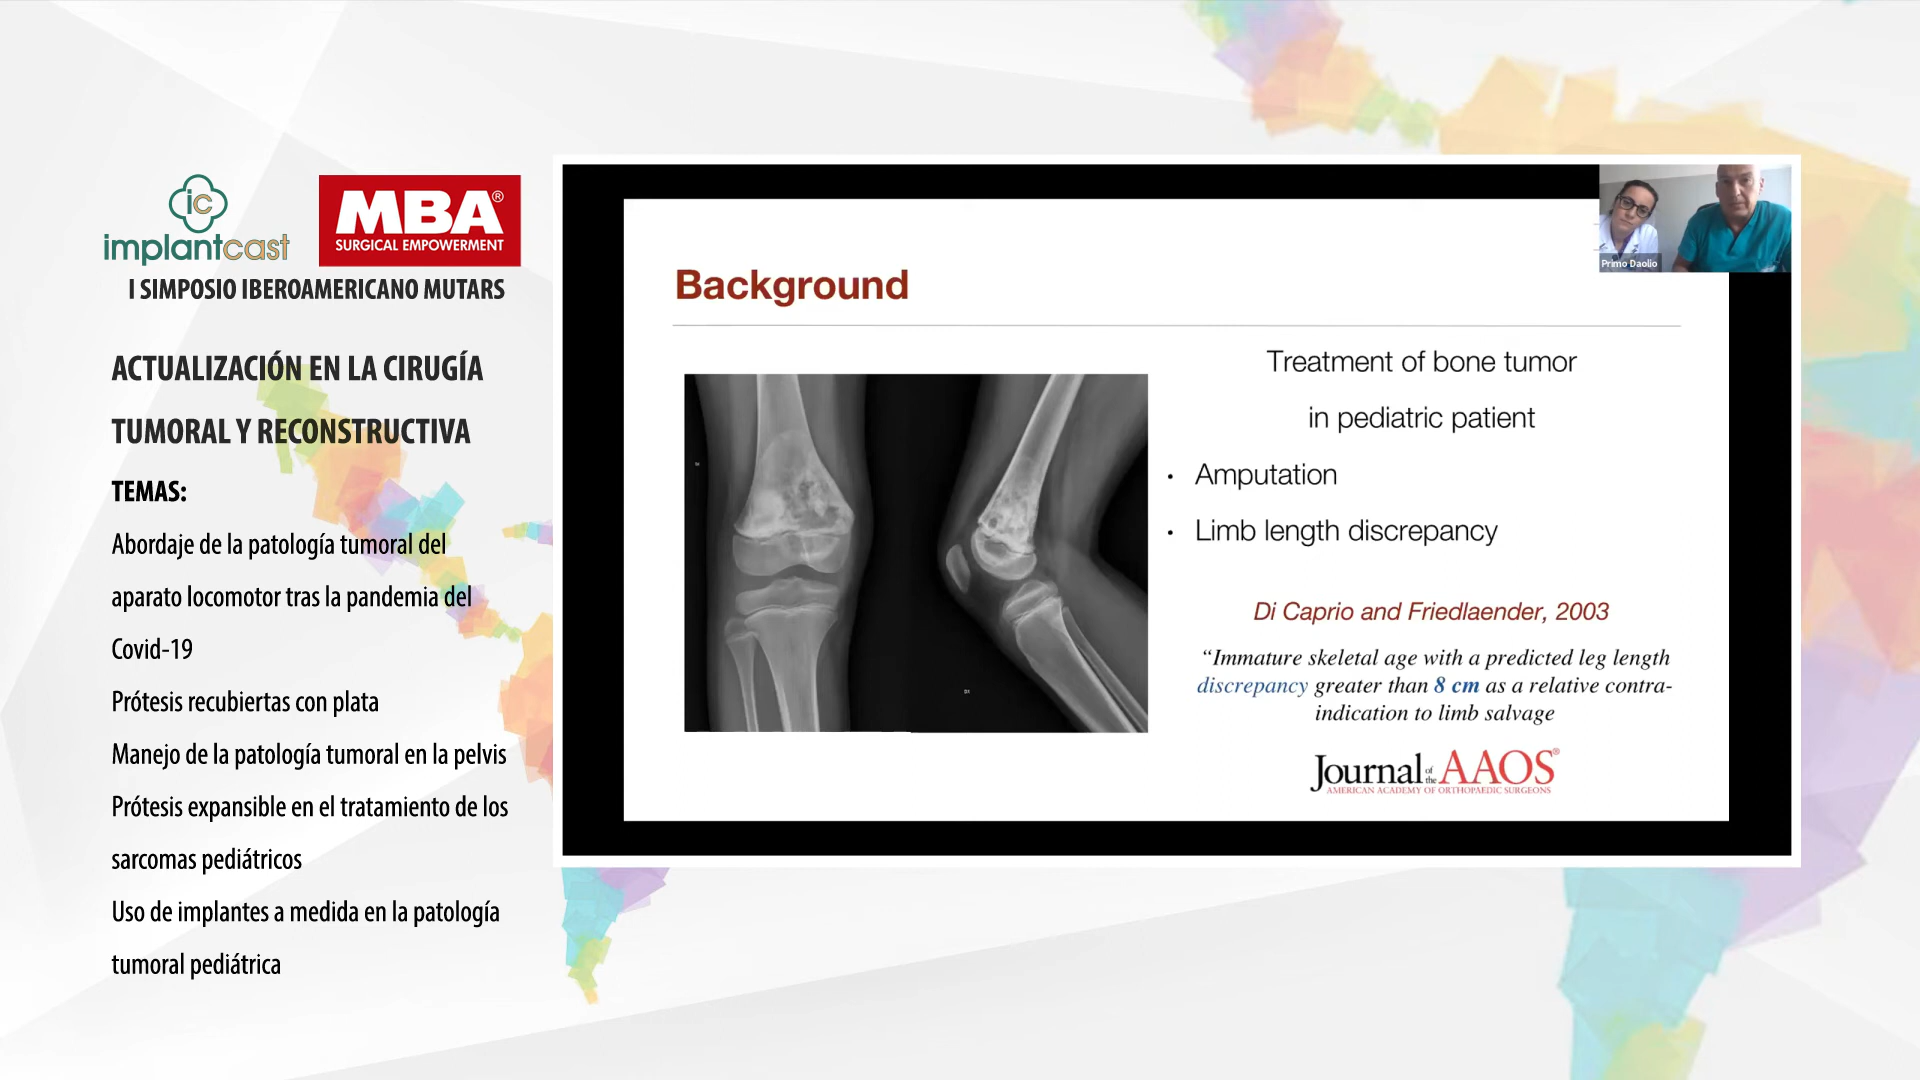 ic
implantcast
MBA®
SURGICAL EMPOWERMENT
I SIMPOSIO IBEROAMERICANO MUTARS
ACTUALIZACIÓN EN LA CIRUGÍA
TUMORAL Y RECONSTRUCTIVA
TEMAS:
Abordaje de la patología tumoral del
aparato locomotor tras la pandemia del
Covid-19
Prótesis recubiertas con plata
Manejo de la patología tumoral en la pelvis
Prótesis expansible en el tratamiento de los
sarcomas pediátricos
Uso de implantes a medida en la patología
tumoral pediátrica
Primo Daolio
Background
Treatment of bone tumor
in pediatric patient
• Amputation
• Limb length discrepancy
Di Caprio and Friedlaender, 2003
“Immature skeletal age with a predicted leg length
discrepancy greater than 8 cm as a relative contra-
indication to limb salvage
Journal of the AAOS®
AMERICAN ACADEMY OF ORTHOPAEDIC SURGEONS